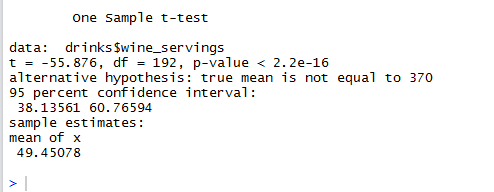 One Sample t-test
data:  drinks$wine_servings
t = -55.876, df = 192, p-value < 2.2e-16
alternative hypothesis: true mean is not equal to 370
95 percent confidence interval:
 38.13561 60.76594
sample estimates:
mean of x
 49.45078
>